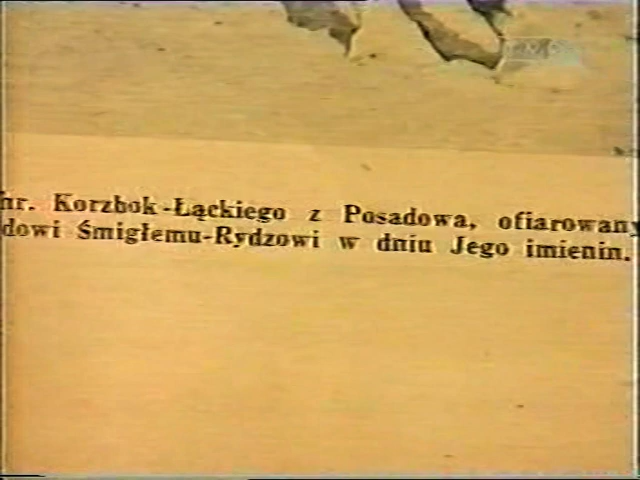 hr. Korzbok-Łąckiego z Posadowa, ofiarowany
dowi Śmigłemu-Rydzowi w dniu Jego imienin.